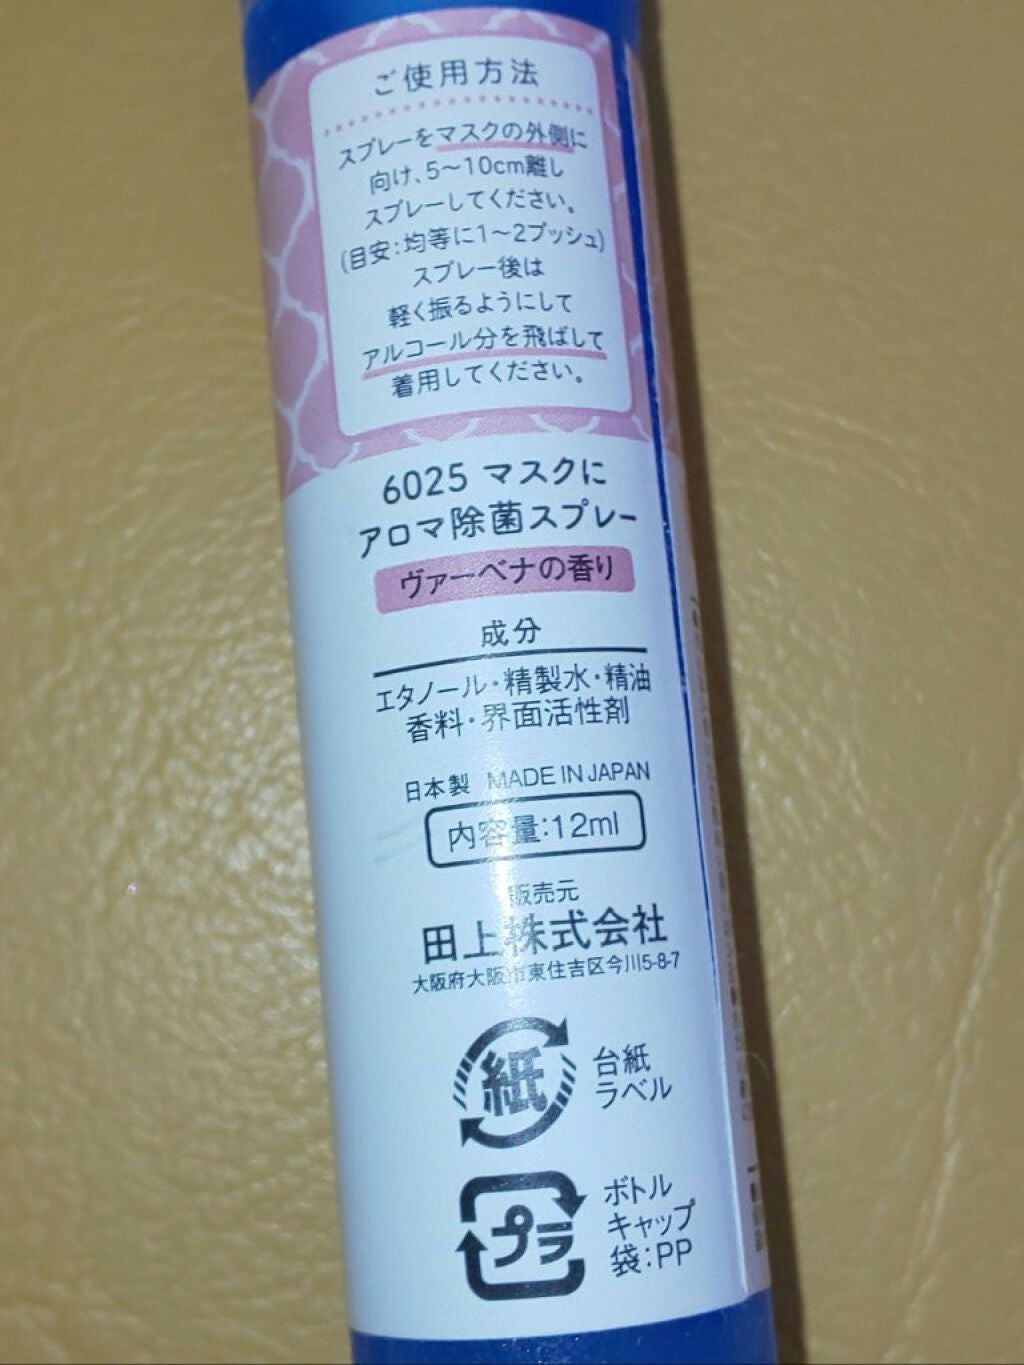 ご使用方法
スプレーをマスクの外側に
向け、5〜10cm離し
スプレーしてください。
(目安:均等に1〜2プッシュ)
スプレー後は
軽く振るようにして
アルコール分を飛ばして
着用してください。
6025 マスクに
アロマ除菌スプレー
ヴァーベナの香り
成分
エタノール・精製水・精油
香料・界面活性剤
日本製 MADE IN JAPAN
内容量:12ml
販売元
田上株式会社
大阪府大阪市東住吉区今川5-8-7
紙
台紙
ラベル
プラ
ボトル
キャップ
袋:PP